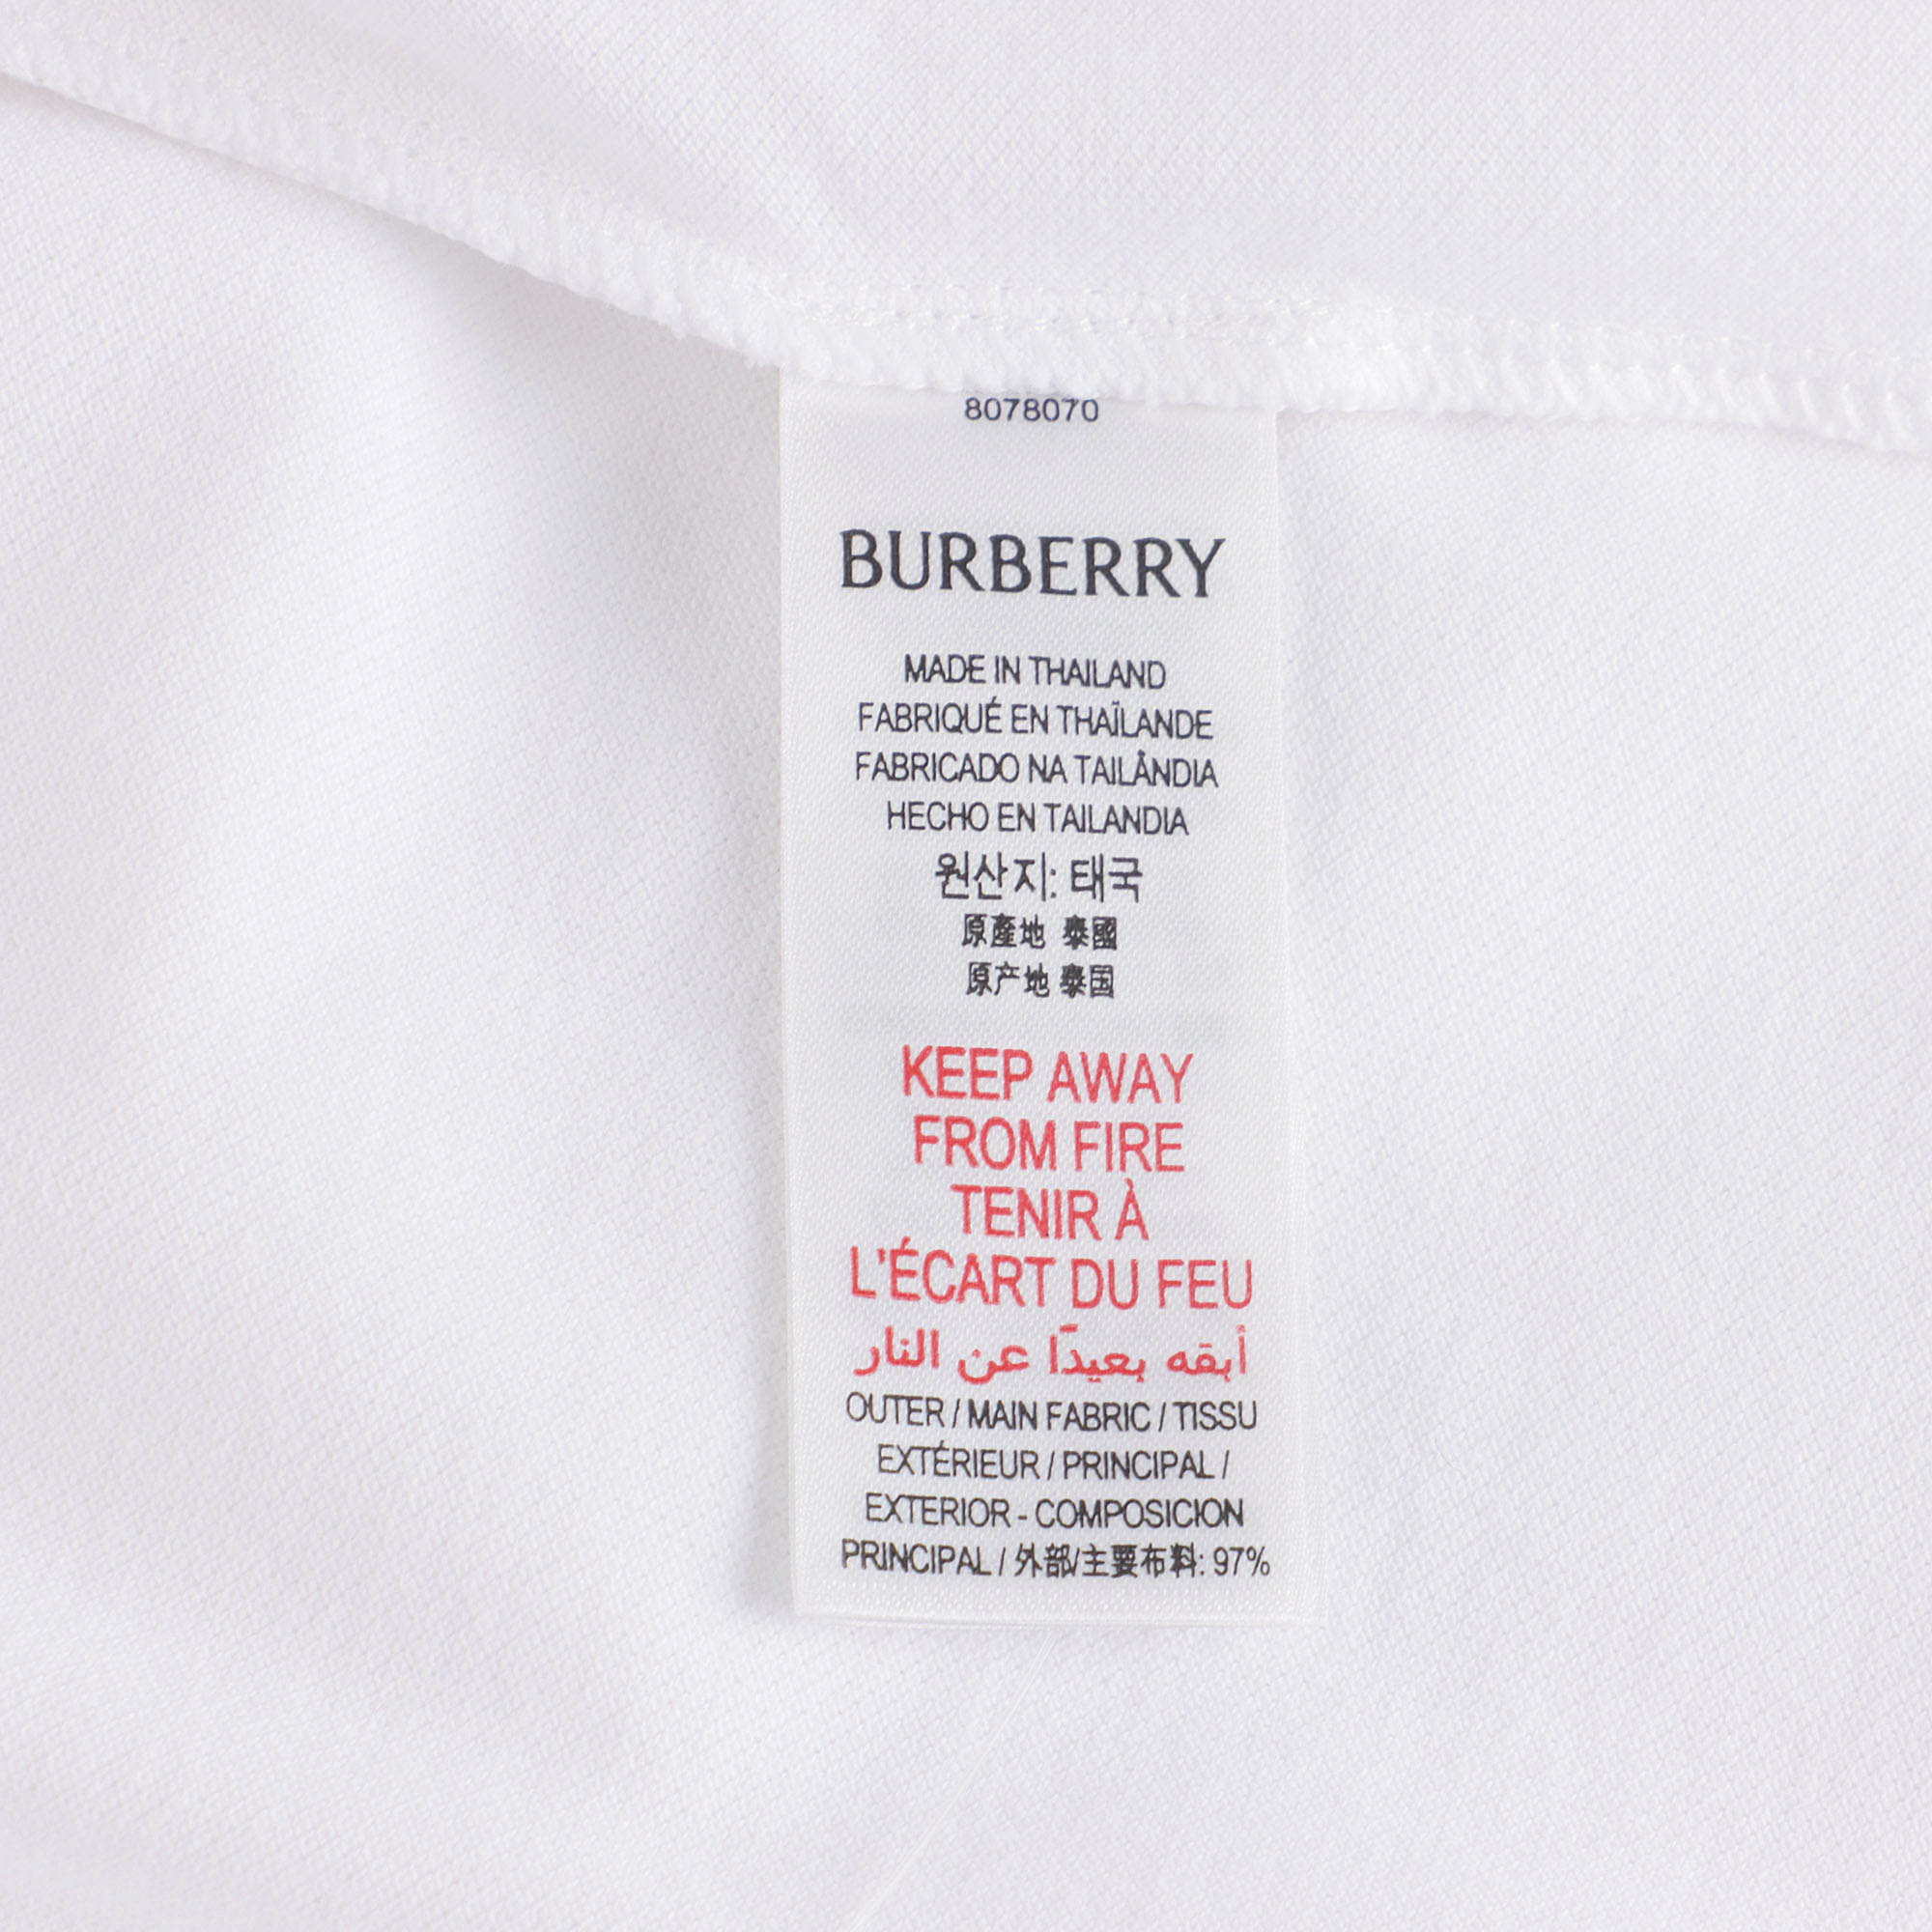 8078070
BURBERRY
MADE IN THAILAND
FABRIQUÉ EN THAÏLANDE
FABRICADO NA TAILÂNDIA
HECHO EN TAILANDIA
원산지: 태국
原產地 泰國
原产地 泰国
KEEP AWAY
FROM FIRE
TENIR À
L'ÉCART DU FEU
أبقه بعيدًا عن النار
OUTER / MAIN FABRIC / TISSU
EXTÉRIEUR / PRINCIPAL /
EXTERIOR - COMPOSICION
PRINCIPAL / 外部/主要布料: 97%